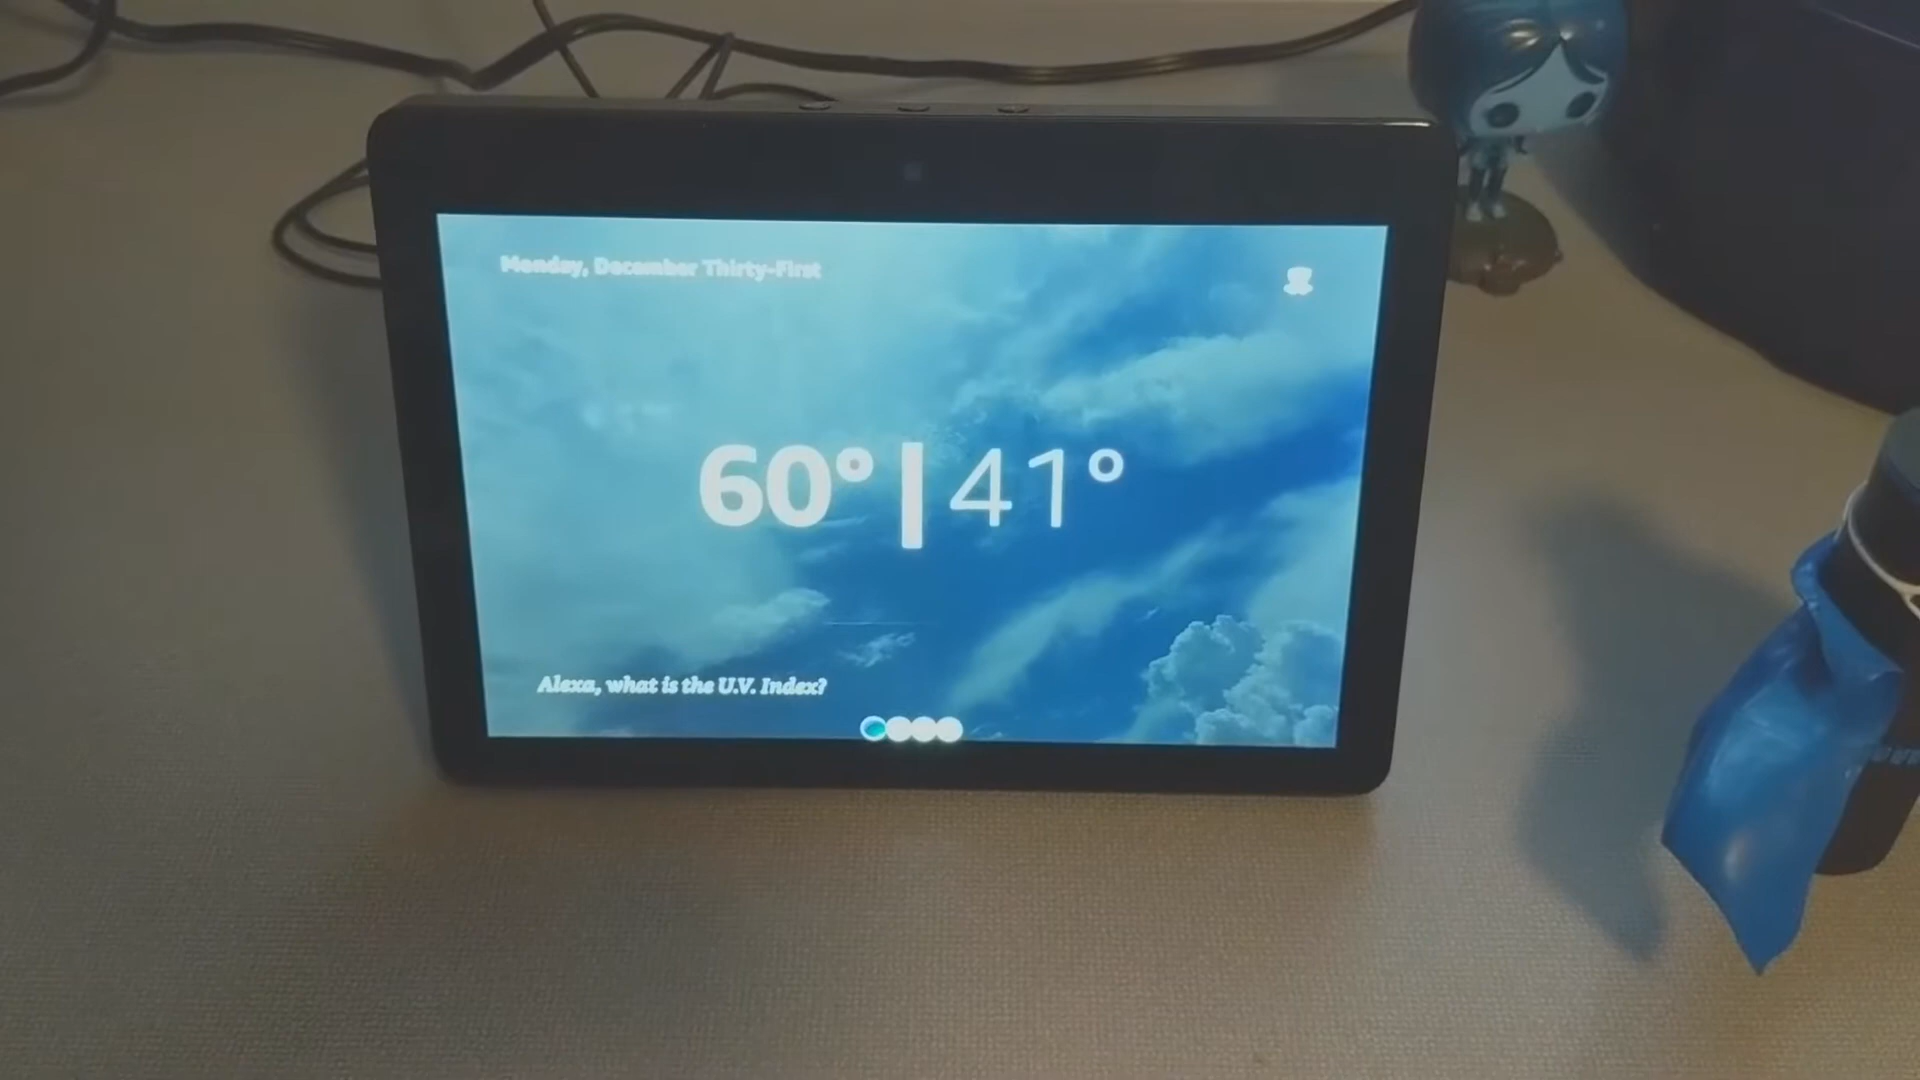 Monday, December Thirty-First
60° | 41°
Alexa, what is the U.V. Index?